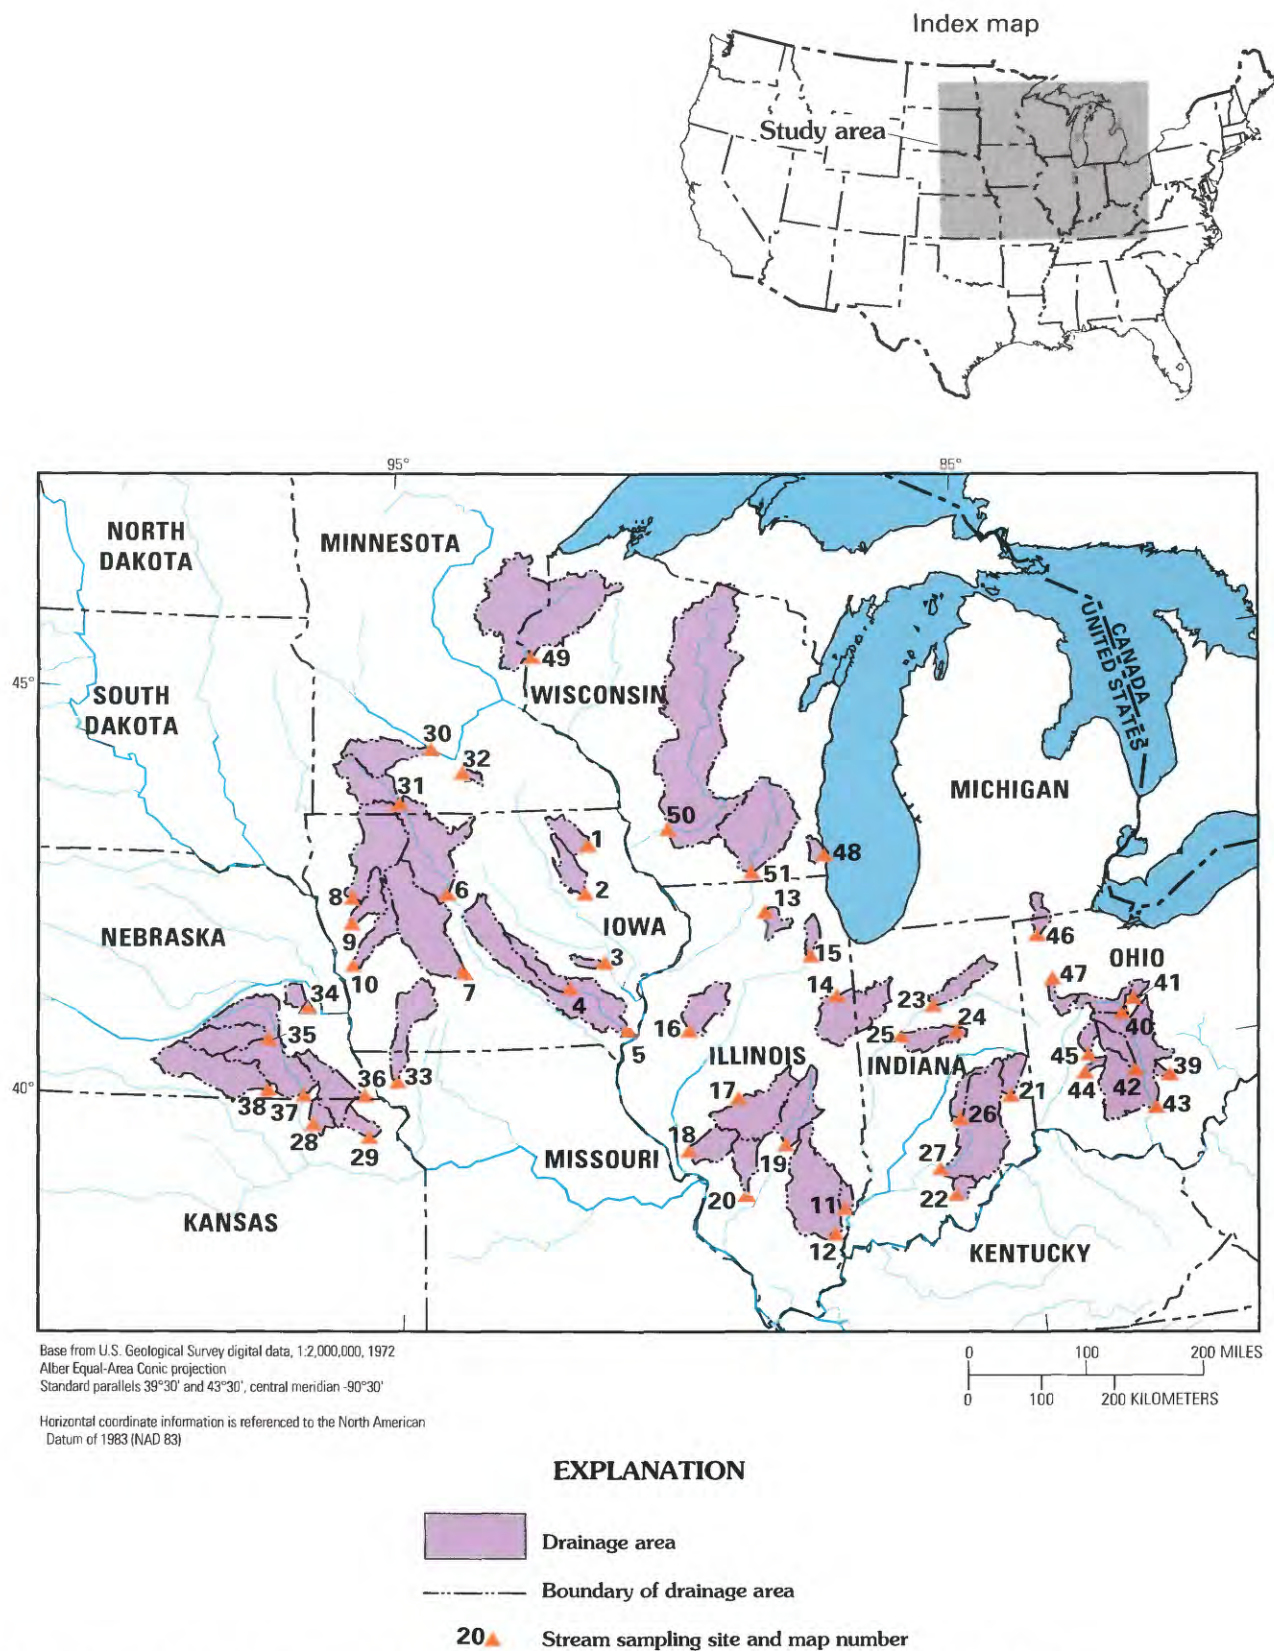 Index map
Study area
95°
85°
NORTH
DAKOTA
MINNESOTA
CANADA
UNITED STATES
49
45°
SOUTH
DAKOTA
WISCONSIN
30
32
31
MICHIGAN
50
1
48
51
8
6
2
13
IOWA
NEBRASKA
9
46
3
15
OHIO
10
7
47
34
4
14
23
41
35
16
5
24
25
40
ILLINOIS
INDIANA
45
39
40°
36
33
44
42
38
37
17
21
43
28
26
29
18
MISSOURI
19
27
20
22
11
KANSAS
12
KENTUCKY
Base from U.S. Geological Survey digital data, 1:2,000,000, 1972
Alber Equal-Area Conic projection
Standard parallels 39°30' and 43°30', central meridian -90°30'
Horizontal coordinate information is referenced to the North American
Datum of 1983 (NAD 83)
0 100 200 MILES
0 100 200 KILOMETERS
EXPLANATION
Drainage area
Boundary of drainage area
20 Stream sampling site and map number